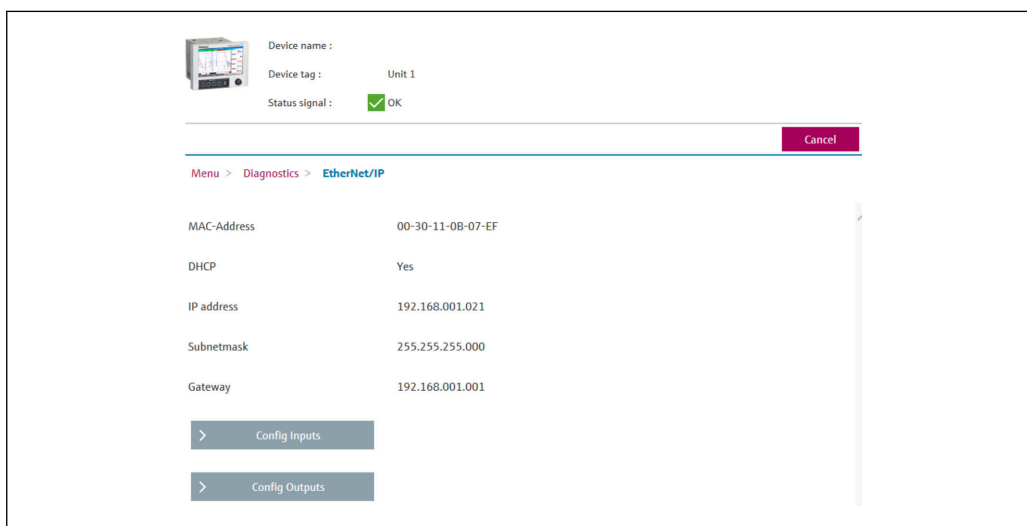 Device name :
Device tag : Unit 1
Status signal : OK
Cancel
Menu > Diagnostics > EtherNet/IP
MAC-Address 00-30-11-0B-07-EF
DHCP Yes
IP address 192.168.001.021
Subnetmask 255.255.255.000
Gateway 192.168.001.001
> Config Inputs
> Config Outputs